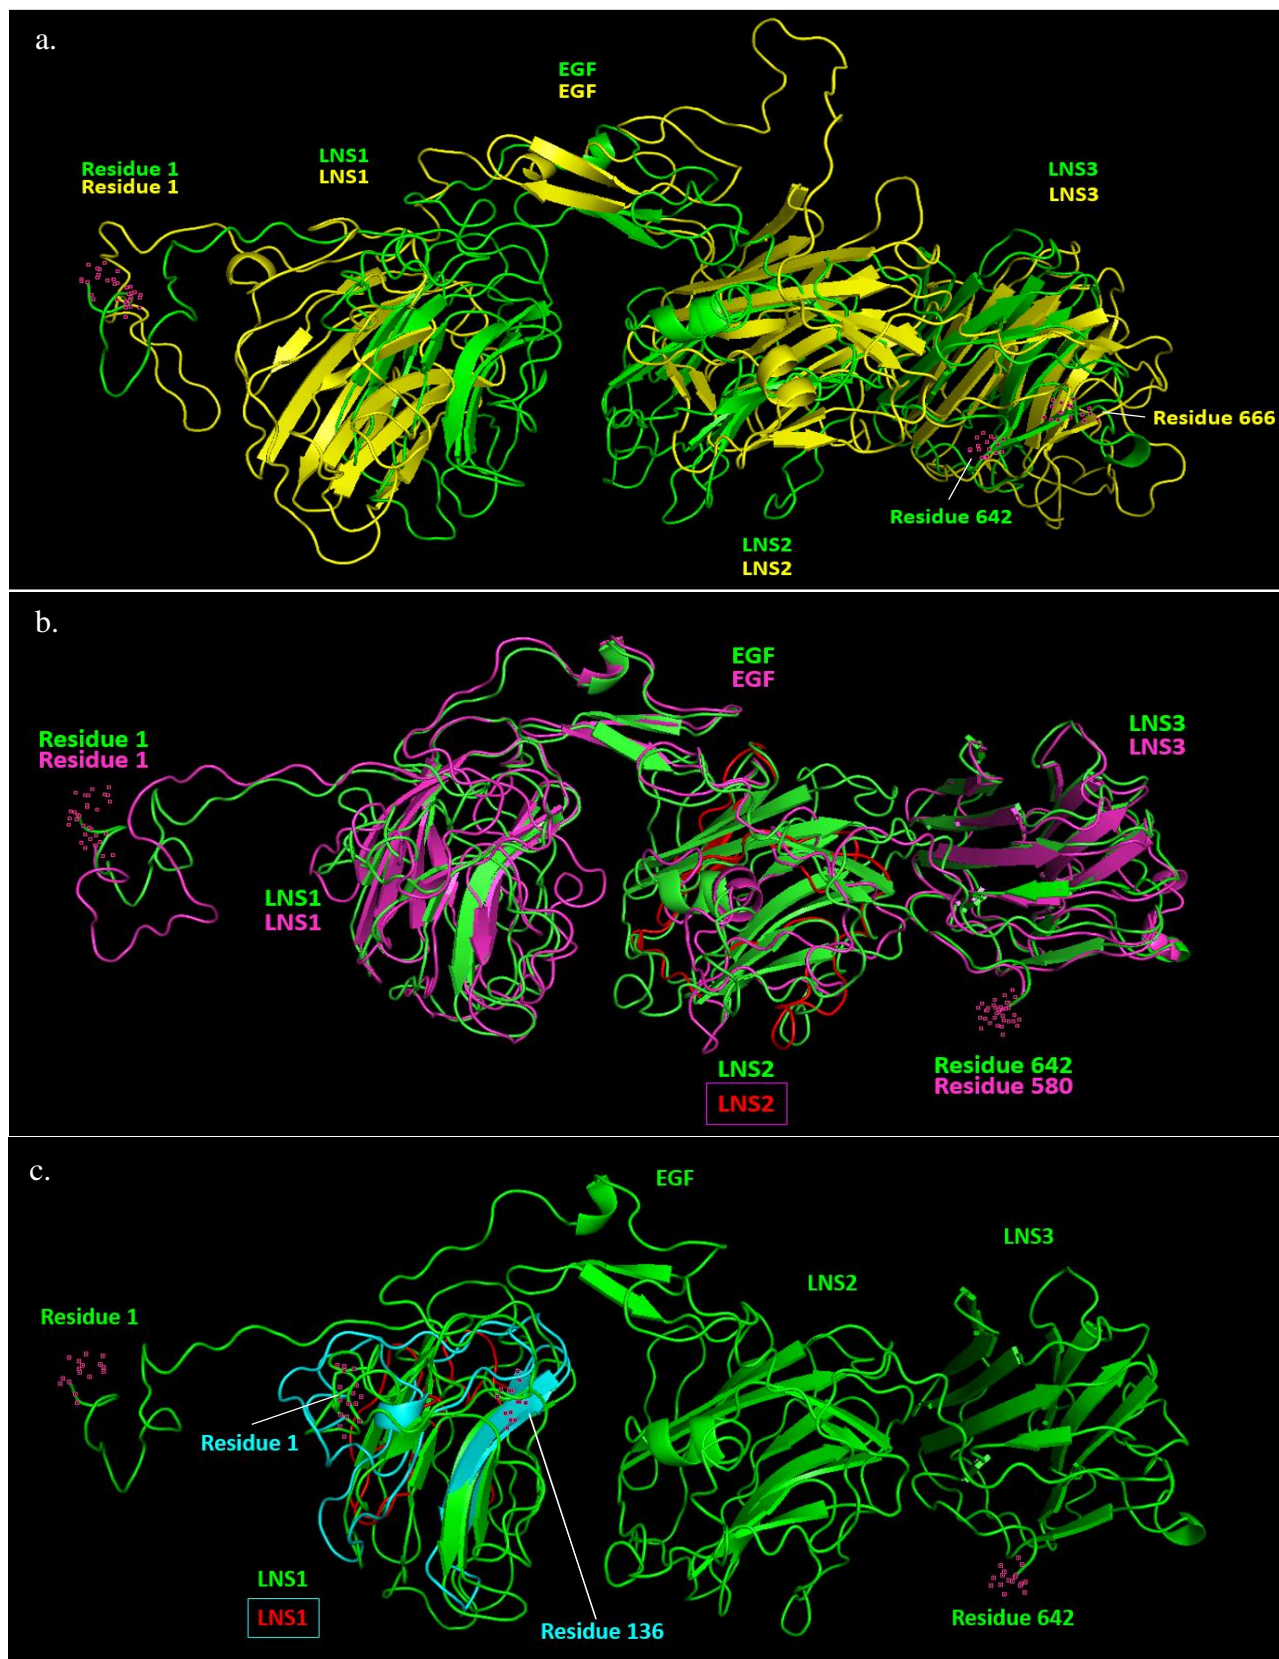 a.
EGF
EGF
LNS1
LNS1
Residue 1
Residue 1
LNS3
LNS3
Residue 666
Residue 642
LNS2
LNS2
b.
EGF
EGF
Residue 1
Residue 1
LNS3
LNS3
LNS1
LNS1
LNS2
LNS2
Residue 642
Residue 580
c.
EGF
LNS3
LNS2
Residue 1
Residue 1
LNS1
LNS1
Residue 136
Residue 642